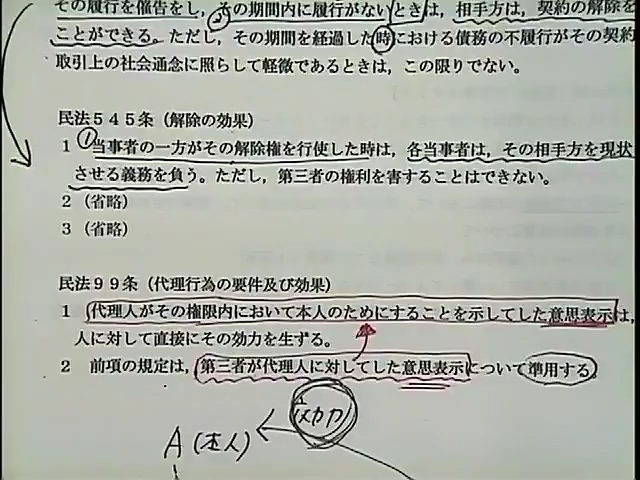 その履行を催告をし，その期間内に履行がないときは，相手方は，契約の解除を
②
ことができる。ただし，その期間を経過した時における債務の不履行がその契約
取引上の社会通念に照らして軽微であるときは，この限りでない。
民法５４５条（解除の効果）
1 ①当事者の一方がその解除権を行使した時は，各当事者は，その相手方を現状
させる義務を負う。ただし，第三者の権利を害することはできない。
2（省略）
3（省略）
民法９９条（代理行為の要件及び効果）
1 代理人がその権限内において本人のためにすることを示してした意思表示は，
人に対して直接にその効力を生ずる。
2 前項の規定は，第三者が代理人に対してした意思表示について準用する。
効力
A（本人）